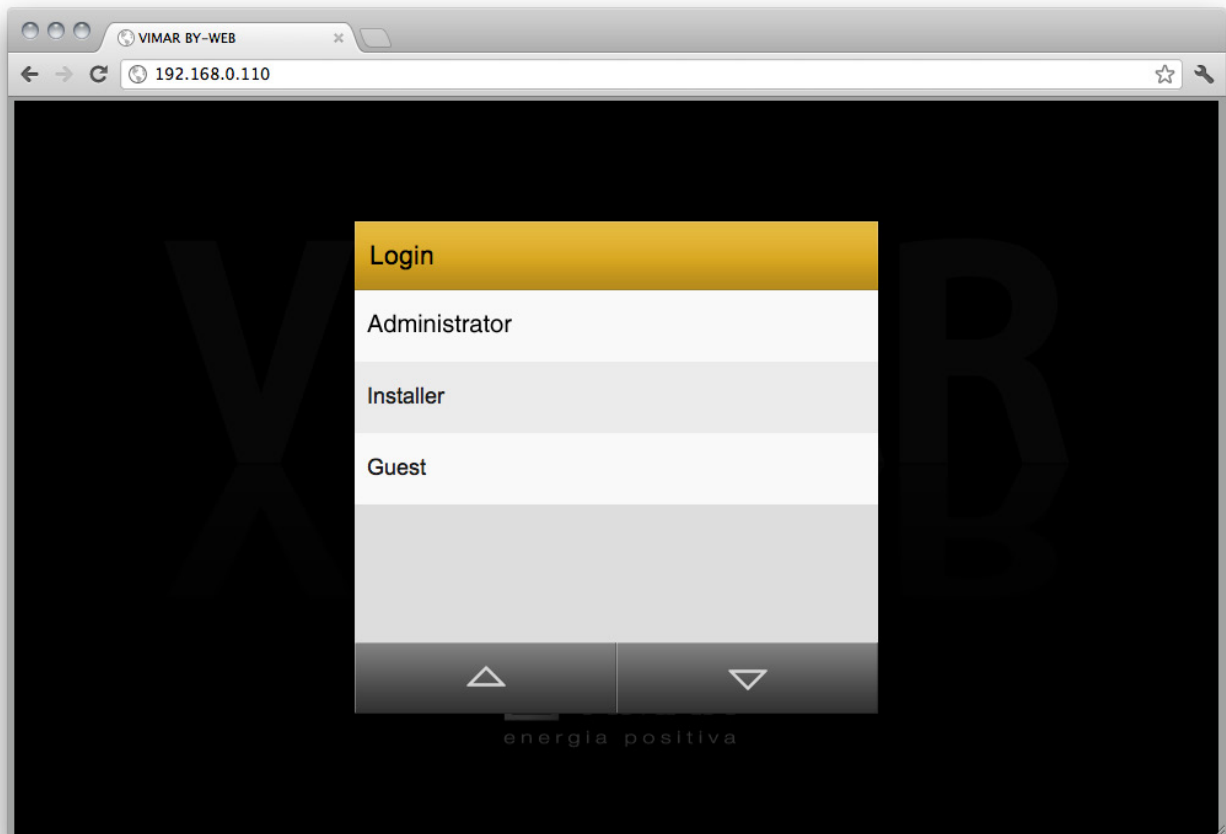 VIMAR BY-WEB
192.168.0.110
Login
Administrator
Installer
Guest
energia positiva